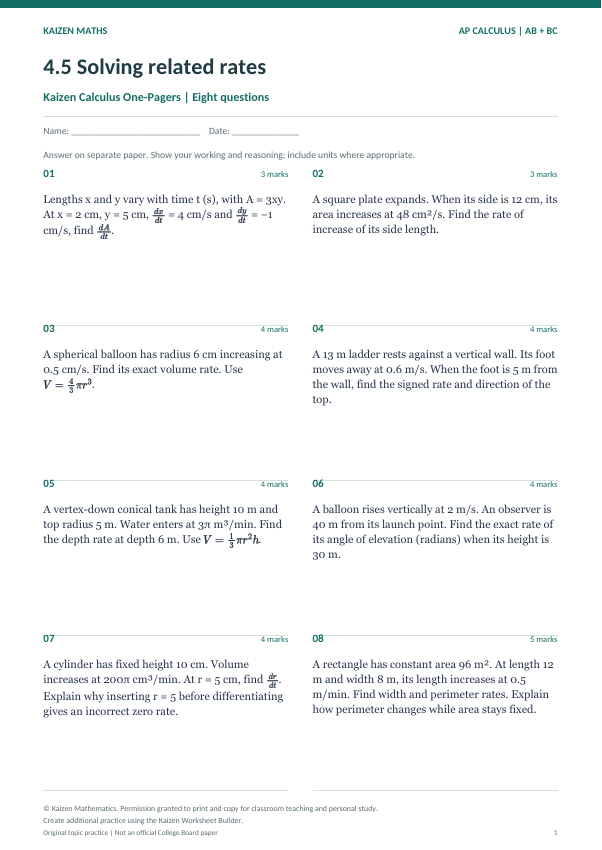 KAIZEN MATHS
AP CALCULUS | AB + BC
4.5 Solving related rates
Kaizen Calculus One-Pagers | Eight questions
Name: ____________________________ Date: ______________
Answer on separate paper. Show your working and reasoning; include units where appropriate.
01 3 marks
Lengths x and y vary with time t (s), with A = 3xy.
At x = 2 cm, y = 5 cm, dx/dt = 4 cm/s and dy/dt = −1
cm/s, find dA/dt.
02 3 marks
A square plate expands. When its side is 12 cm, its
area increases at 48 cm²/s. Find the rate of
increase of its side length.
03 4 marks
A spherical balloon has radius 6 cm increasing at
0.5 cm/s. Find its exact volume rate. Use
V = 4/3 πr³.
04 4 marks
A 13 m ladder rests against a vertical wall. Its foot
moves away at 0.6 m/s. When the foot is 5 m from
the wall, find the signed rate and direction of the
top.
05 4 marks
A vertex-down conical tank has height 10 m and
top radius 5 m. Water enters at 3π m³/min. Find
the depth rate at depth 6 m. Use V = 1/3 πr²h.
06 4 marks
A balloon rises vertically at 2 m/s. An observer is
40 m from its launch point. Find the exact rate of
its angle of elevation (radians) when its height is
30 m.
07 4 marks
A cylinder has fixed height 10 cm. Volume
increases at 200π cm³/min. At r = 5 cm, find dr/dt.
Explain why inserting r = 5 before differentiating
gives an incorrect zero rate.
08 5 marks
A rectangle has constant area 96 m². At length 12
m and width 8 m, its length increases at 0.5
m/min. Find width and perimeter rates. Explain
how perimeter changes while area stays fixed.
© Kaizen Mathematics. Permission granted to print and copy for classroom teaching and personal study.
Create additional practice using the Kaizen Worksheet Builder.
Original topic practice | Not an official College Board paper
1